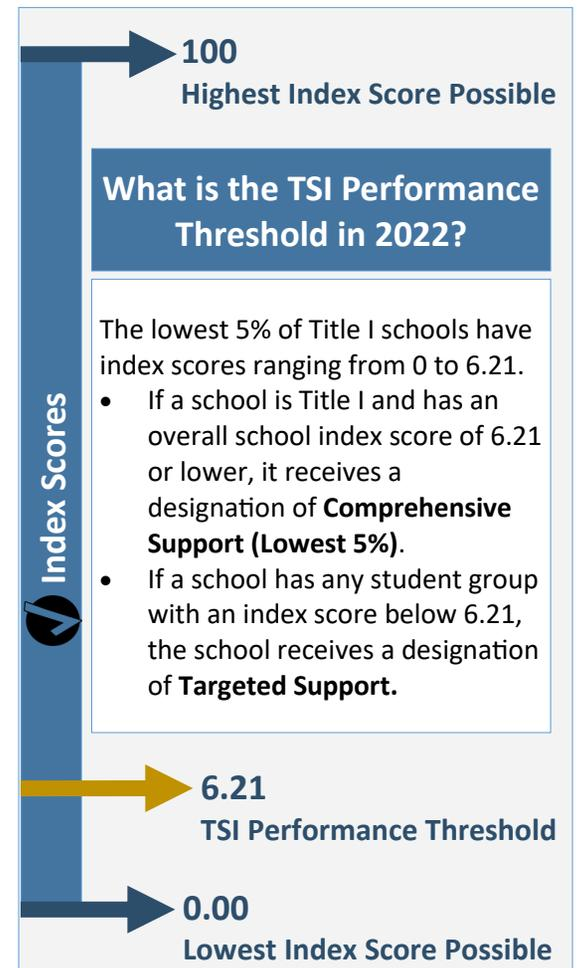 100
Highest Index Score Possible
What is the TSI Performance
Threshold in 2022?
The lowest 5% of Title I schools have
index scores ranging from 0 to 6.21.
• If a school is Title I and has an
overall school index score of 6.21
or lower, it receives a
designation of Comprehensive
Support (Lowest 5%).
• If a school has any student group
with an index score below 6.21,
the school receives a designation
of Targeted Support.
Index Scores
6.21
TSI Performance Threshold
0.00
Lowest Index Score Possible